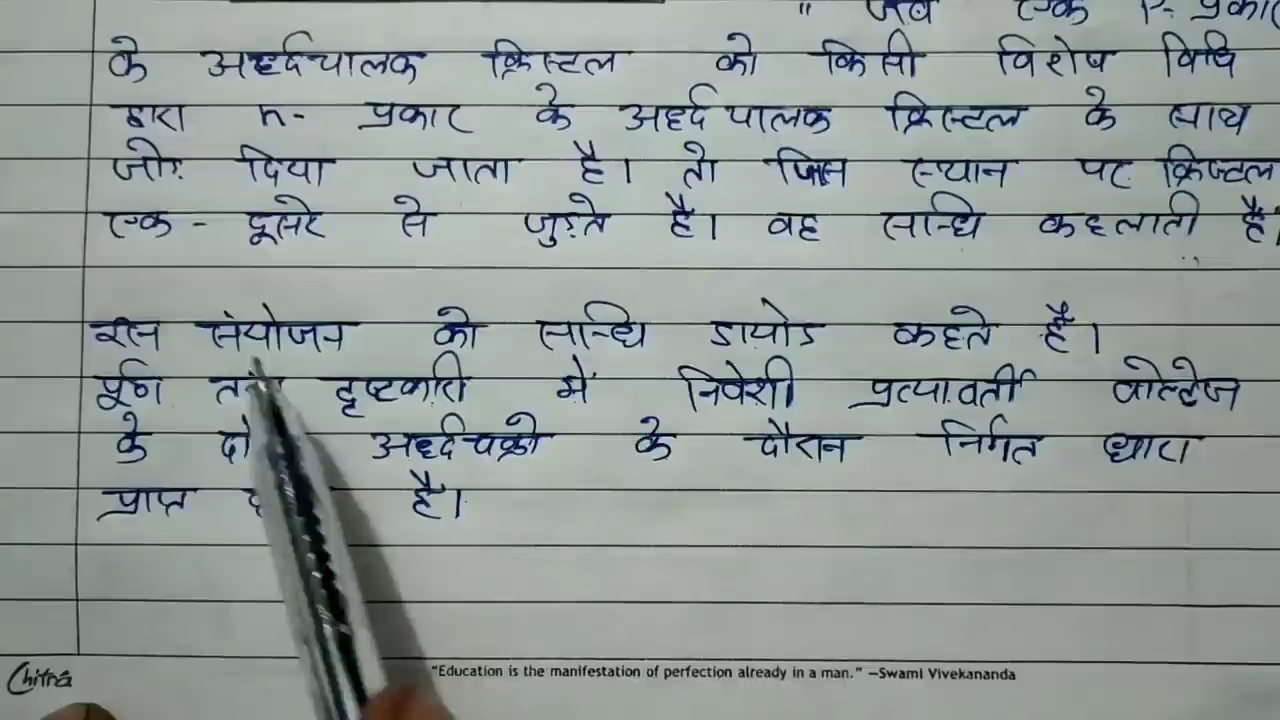 " जब एक P- प्रकार
के अर्द्धचालक क्रिस्टल को किसी विशेष विधि
द्वारा n- प्रकार के अर्द्धचालक क्रिस्टल के साथ
जोड़ दिया जाता है। तो जिस स्थान पर क्रिस्टल
एक - दूसरे से जुड़ते है। वह सन्धि कहलाती है।
इस संयोजन को सन्धि डायोड कहते है।
पूर्ण दृष्टकारी में निवेशी प्रत्यावर्ती वोल्टेज
के अर्द्धचक्रो के दौरान निर्गत धारा
प्राप्त है।
Chitra
"Education is the manifestation of perfection already in a man." —Swami Vivekananda